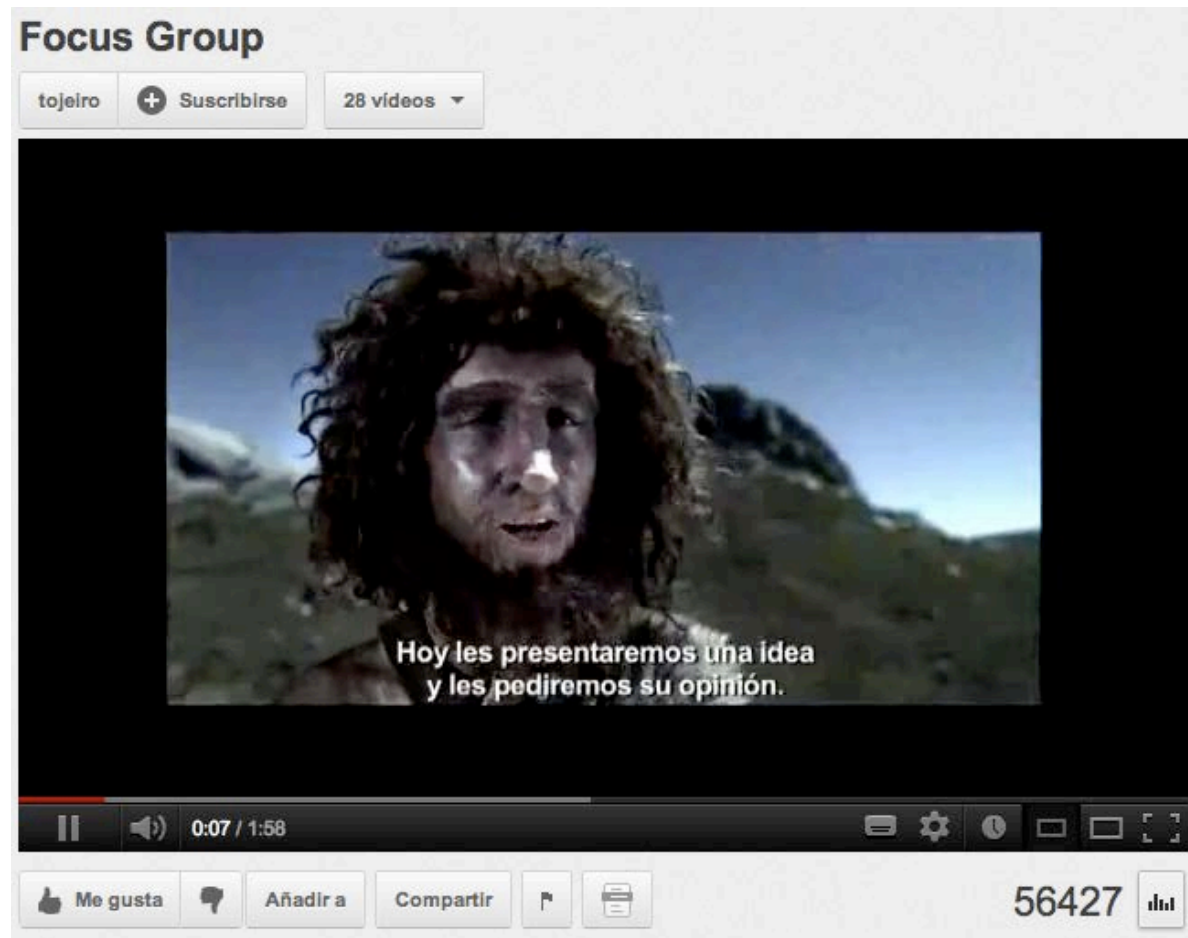 Focus Group
tojeiro Suscribirse 28 vídeos
Hoy les presentaremos una idea
y les pediremos su opinión.
0:07 / 1:58
Me gusta Añadir a Compartir 56427